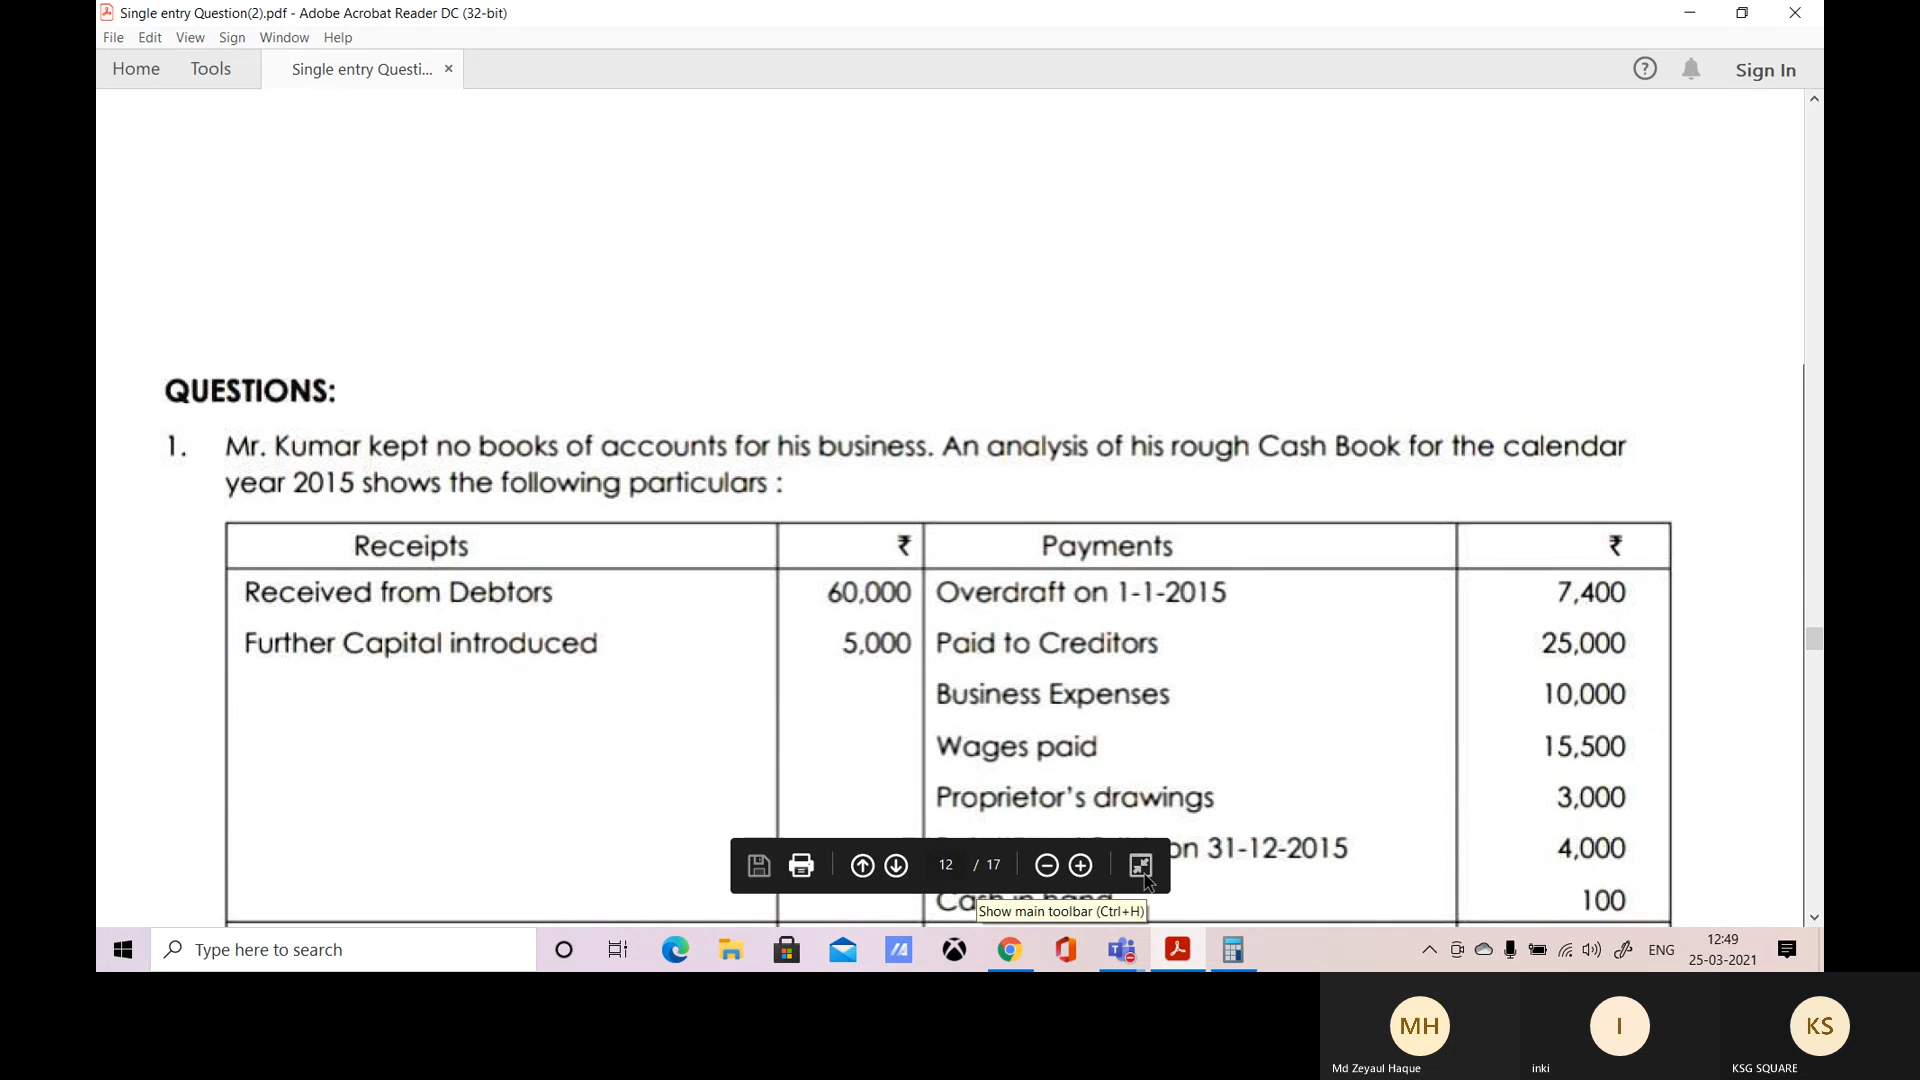 Single entry Question(2).pdf - Adobe Acrobat Reader DC (32-bit)
File Edit View Sign Window Help
Home Tools Single entry Questi... × Sign In
QUESTIONS:
1. Mr. Kumar kept no books of accounts for his business. An analysis of his rough Cash Book for the calendar
year 2015 shows the following particulars :
Receipts ₹ Payments ₹
Received from Debtors 60,000 Overdraft on 1-1-2015 7,400
Further Capital introduced 5,000 Paid to Creditors 25,000
Business Expenses 10,000
Wages paid 15,500
Proprietor's drawings 3,000
on 31-12-2015 4,000
12 / 17
Cash in hand 100
Show main toolbar (Ctrl+H)
Type here to search ENG 12:49
25-03-2021
MH I KS
Md Zeyaul Haque inki KSG SQUARE